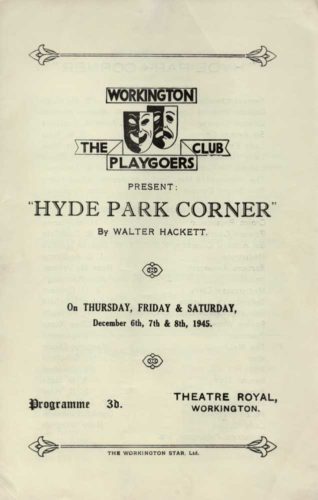 WORKINGTON
THE CLUB
PLAYGOERS
PRESENT:
"HYDE PARK CORNER"
By WALTER HACKETT.
On THURSDAY, FRIDAY & SATURDAY,
December 6th, 7th & 8th, 1945.
Programme 3d.
THEATRE ROYAL,
WORKINGTON.
THE WORKINGTON STAR, Ltd.